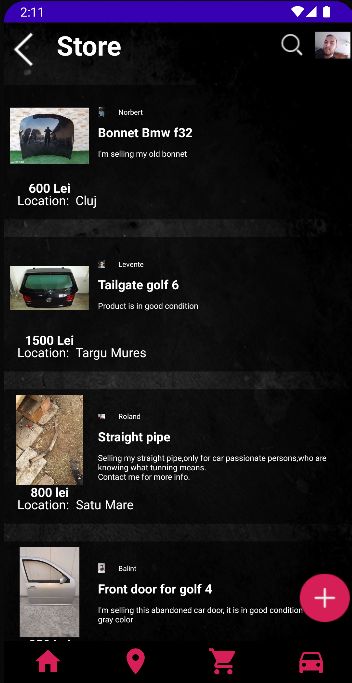 2:11
Store
Norbert
Bonnet Bmw f32
I'm selling my old bonnet
600 Lei
Location: Cluj
Levente
Tailgate golf 6
Product is in good condition
1500 Lei
Location: Targu Mures
Roland
Straight pipe
Selling my straight pipe,only for car passionate persons,who are
knowing what tunning means.
Contact me for more info.
800 lei
Location: Satu Mare
Balint
Front door for golf 4
I'm selling this abandoned car door, it is in good condition
gray color